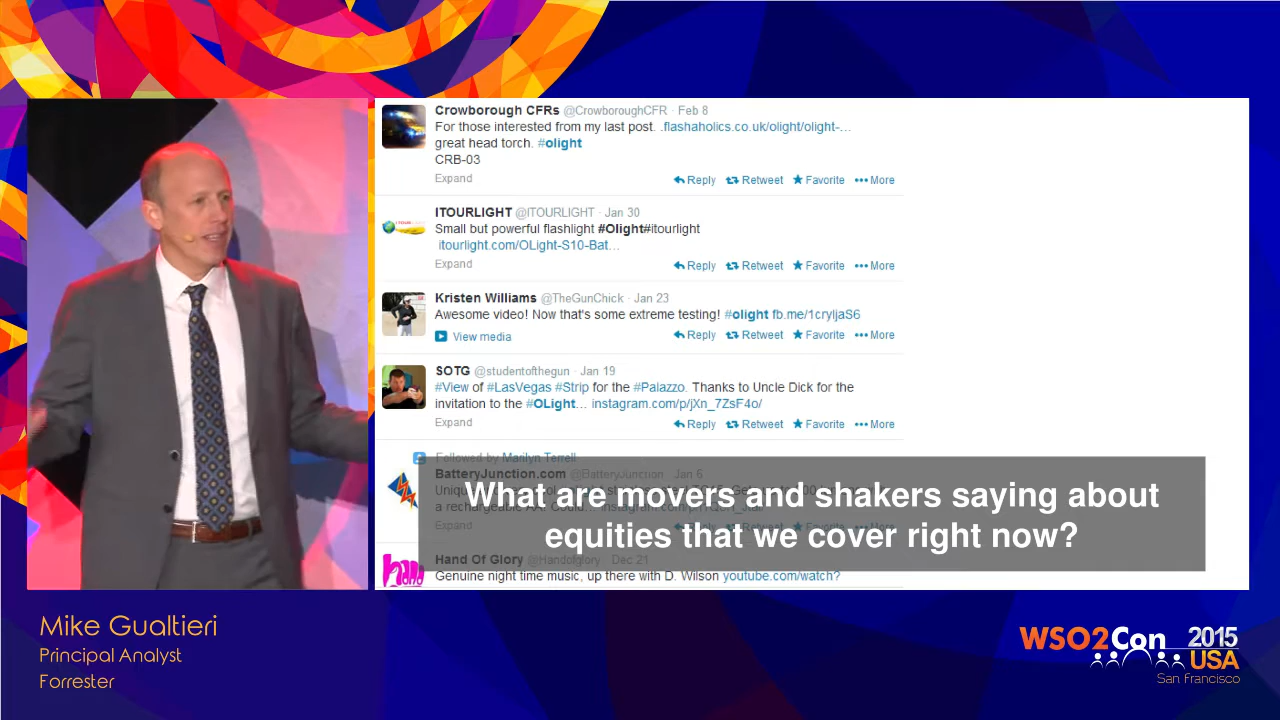 Crowborough CFRs @CrowboroughCFR · Feb 8
For those interested from my last post. .flashaholics.co.uk/olight/olight-…
great head torch. #olight
CRB-03
Expand
Reply Retweet Favorite More
ITOURLIGHT @ITOURLIGHT · Jan 30
Small but powerful flashlight #Olight#itourlight
itourlight.com/OLight-S10-Bat…
Expand
Reply Retweet Favorite More
Kristen Williams @TheGunChick · Jan 23
Awesome video! Now that's some extreme testing! #olight fb.me/1cryljaS6
View media
Reply Retweet Favorite More
SOTG @studentofthegun · Jan 19
#View of #LasVegas #Strip for the #Palazzo. Thanks to Uncle Dick for the
invitation to the #OLight… instagram.com/p/jXn_7ZsF4o/
Expand
Reply Retweet Favorite More
Followed by Marilyn Terrell
BatteryJunction.com @BatteryJunction · Jan 6
What are movers and shakers saying about
equities that we cover right now?
Expand
Hand Of Glory @Handofglory · Dec 21
Genuine night time music, up there with D. Wilson youtube.com/watch?
Mike Gualtieri
Principal Analyst
Forrester
WSO2Con 2015
USA
San Francisco